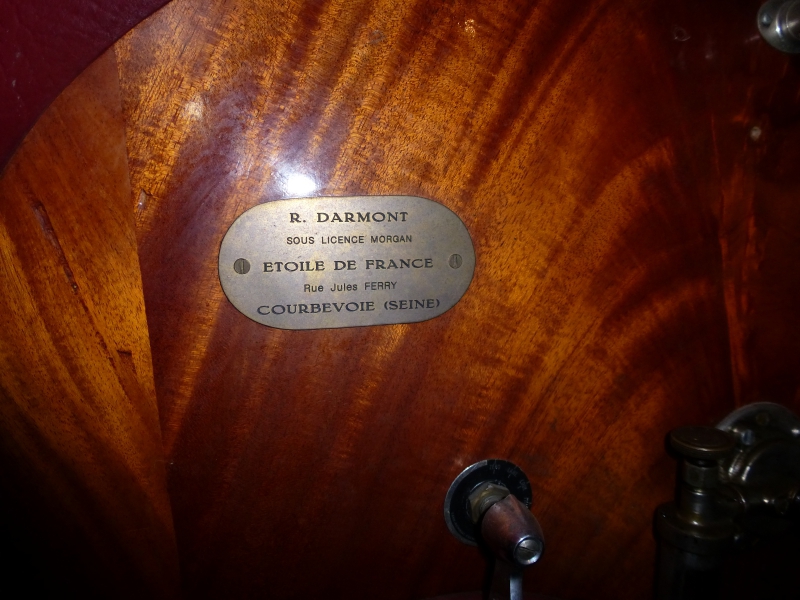 R. DARMONT
SOUS LICENCE MORGAN
ETOILE DE FRANCE
Rue Jules FERRY
COURBEVOIE (SEINE)